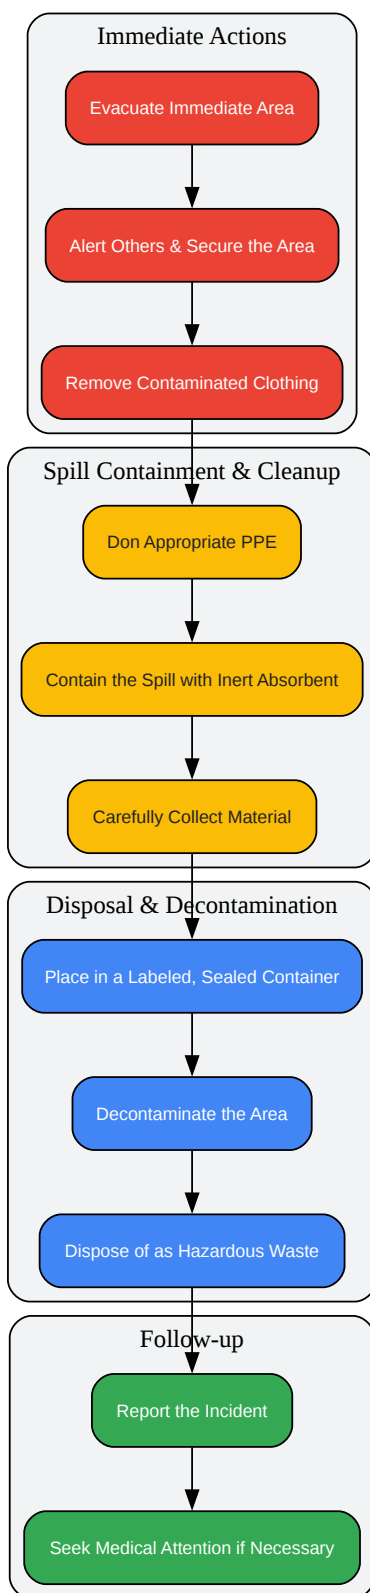 Immediate Actions
Evacuate Immediate Area
Alert Others & Secure the Area
Remove Contaminated Clothing
Spill Containment & Cleanup
Don Appropriate PPE
Contain the Spill with Inert Absorbent
Carefully Collect Material
Disposal & Decontamination
Place in a Labeled, Sealed Container
Decontaminate the Area
Dispose of as Hazardous Waste
Follow-up
Report the Incident
Seek Medical Attention if Necessary